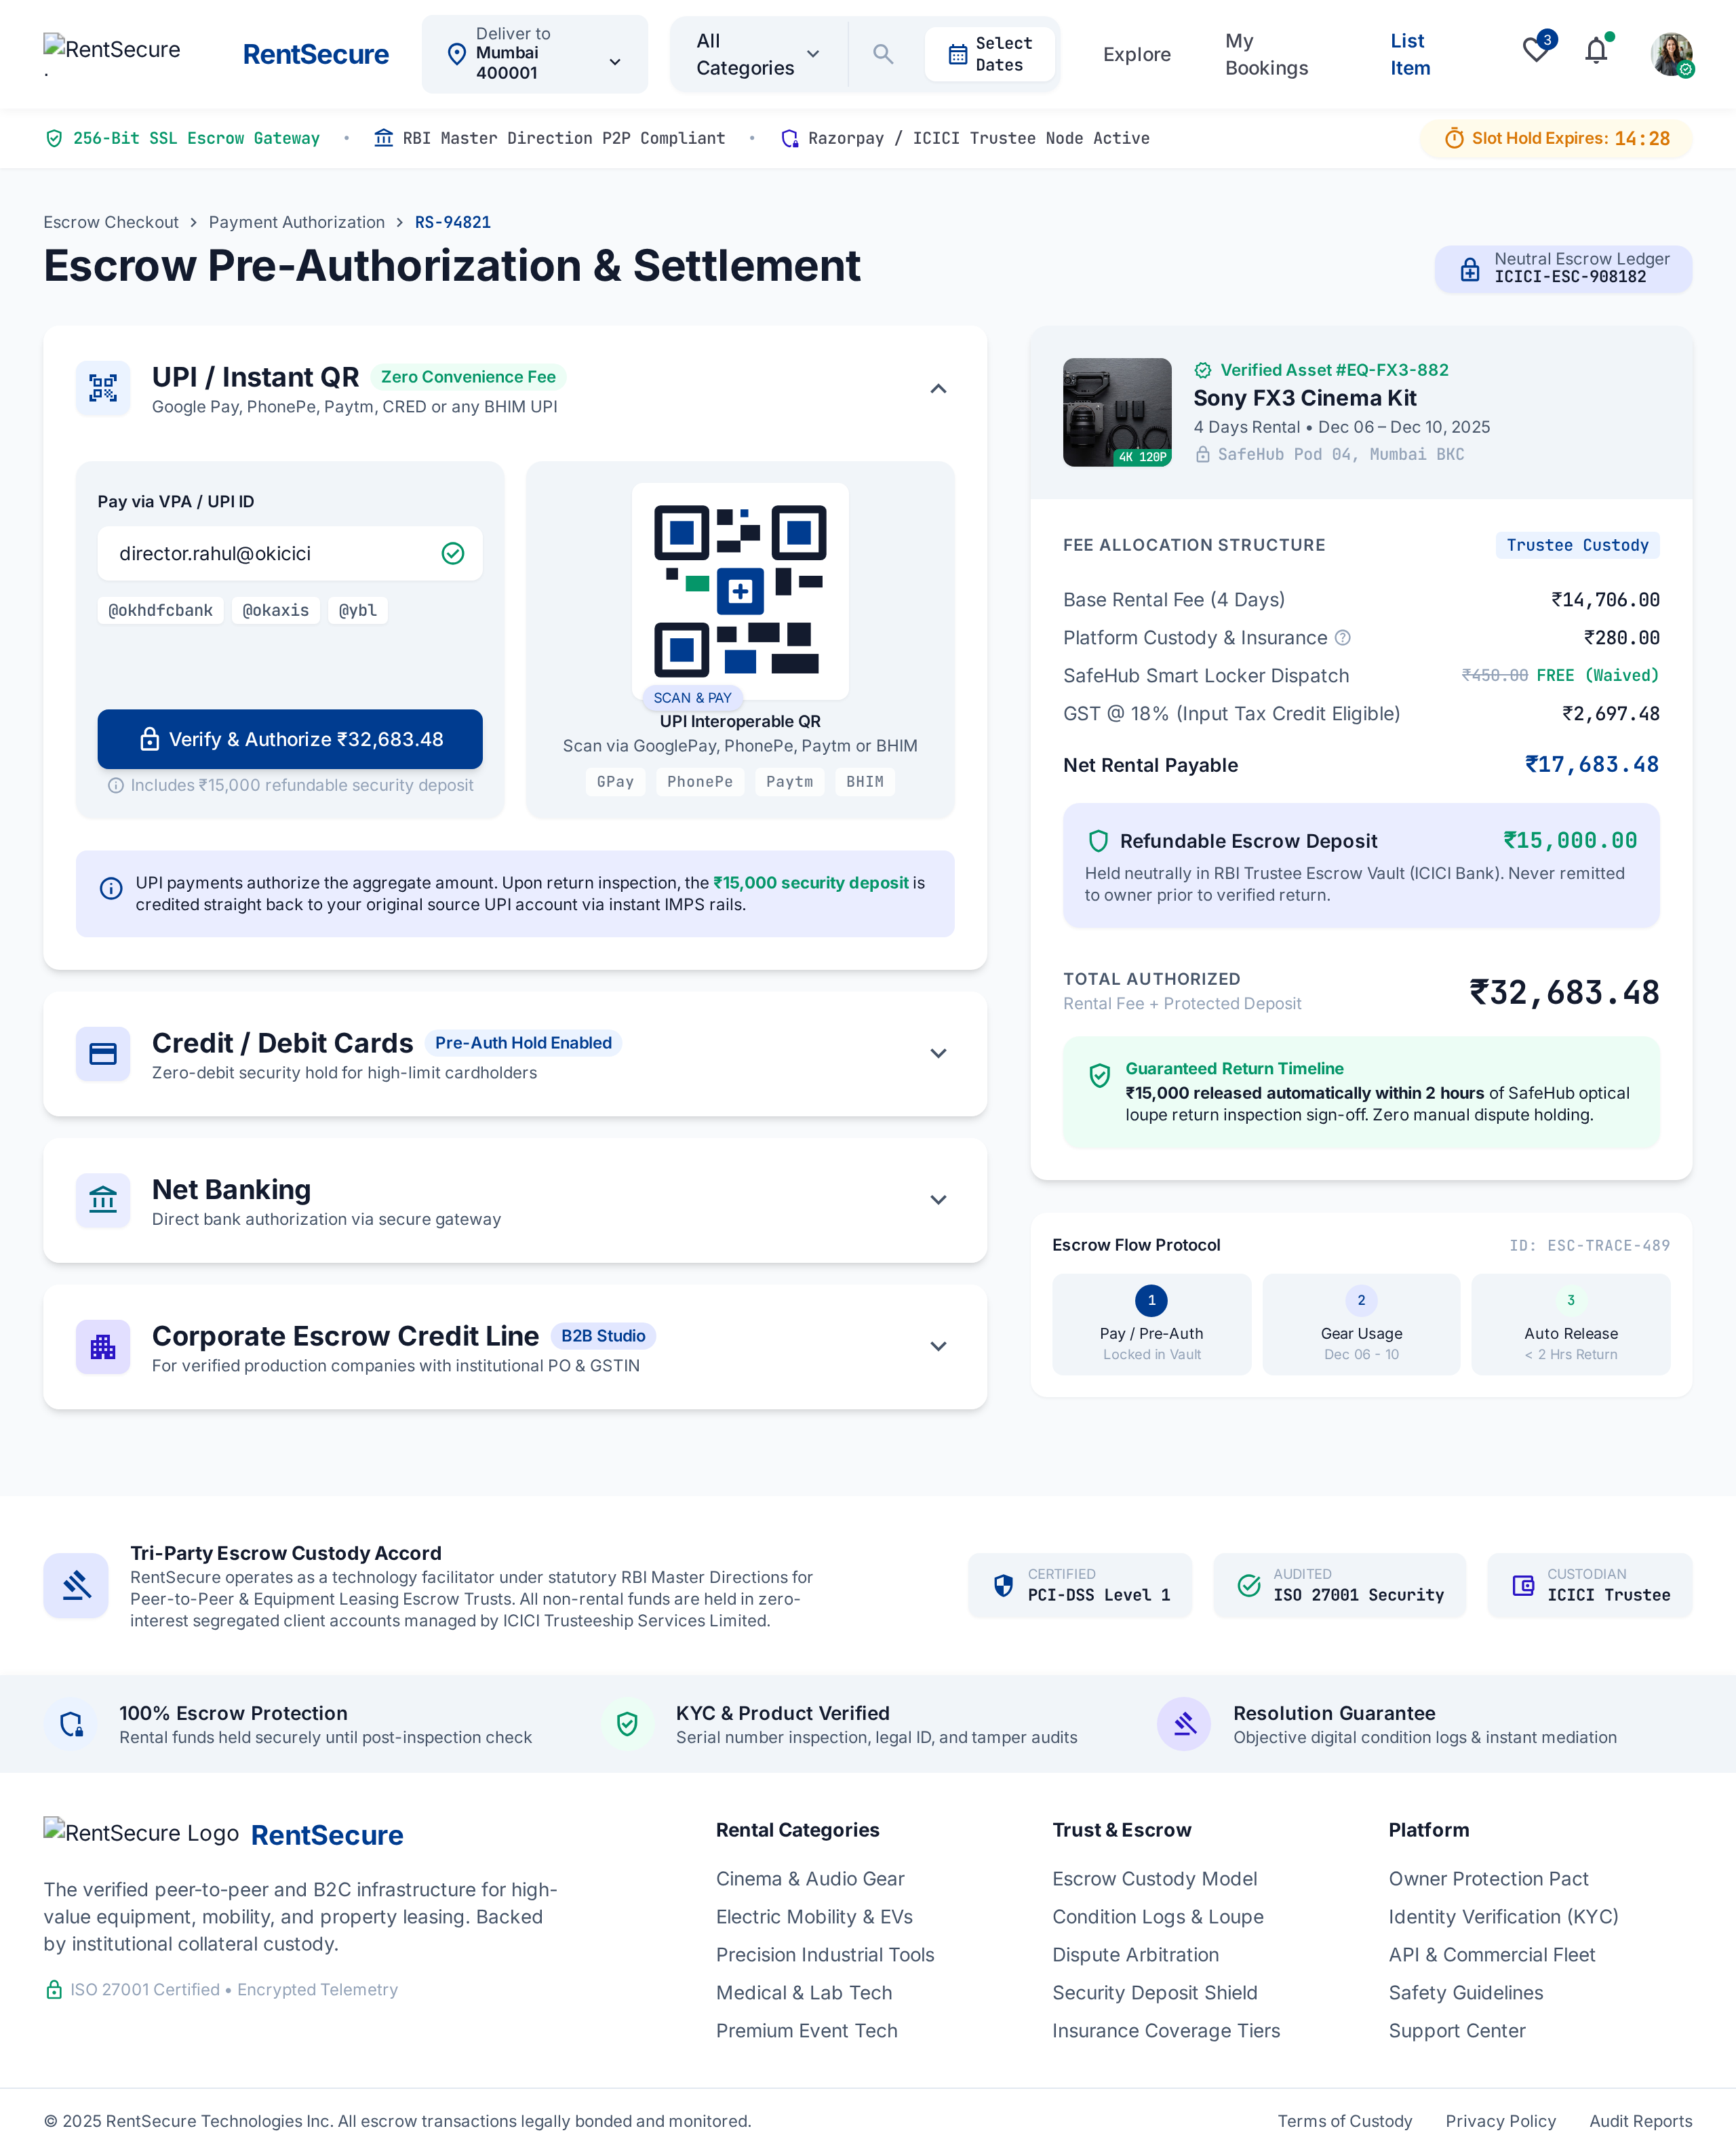 RentSecure
.
RentSecure
Deliver to
Mumbai
400001
All
Categories
Select
Dates
Explore
My
Bookings
List
Item
3
256-Bit SSL Escrow Gateway • RBI Master Direction P2P Compliant • Razorpay / ICICI Trustee Node Active
Slot Hold Expires: 14:28
Escrow Checkout > Payment Authorization > RS-94821
Escrow Pre-Authorization & Settlement
Neutral Escrow Ledger
ICICI-ESC-908182
UPI / Instant QR Zero Convenience Fee
Google Pay, PhonePe, Paytm, CRED or any BHIM UPI
Pay via VPA / UPI ID
director.rahul@okicici
@okhdfcbank @okaxis @ybl
Verify & Authorize ₹32,683.48
Includes ₹15,000 refundable security deposit
SCAN & PAY
UPI Interoperable QR
Scan via GooglePay, PhonePe, Paytm or BHIM
GPay PhonePe Paytm BHIM
UPI payments authorize the aggregate amount. Upon return inspection, the ₹15,000 security deposit is
credited straight back to your original source UPI account via instant IMPS rails.
Credit / Debit Cards Pre-Auth Hold Enabled
Zero-debit security hold for high-limit cardholders
Net Banking
Direct bank authorization via secure gateway
Corporate Escrow Credit Line B2B Studio
For verified production companies with institutional PO & GSTIN
4K 120P
Verified Asset #EQ-FX3-882
Sony FX3 Cinema Kit
4 Days Rental • Dec 06 – Dec 10, 2025
SafeHub Pod 04, Mumbai BKC
FEE ALLOCATION STRUCTURE Trustee Custody
Base Rental Fee (4 Days) ₹14,706.00
Platform Custody & Insurance ₹280.00
SafeHub Smart Locker Dispatch ₹450.00 FREE (Waived)
GST @ 18% (Input Tax Credit Eligible) ₹2,697.48
Net Rental Payable ₹17,683.48
Refundable Escrow Deposit ₹15,000.00
Held neutrally in RBI Trustee Escrow Vault (ICICI Bank). Never remitted
to owner prior to verified return.
TOTAL AUTHORIZED
Rental Fee + Protected Deposit
₹32,683.48
Guaranteed Return Timeline
₹15,000 released automatically within 2 hours of SafeHub optical
loupe return inspection sign-off. Zero manual dispute holding.
Escrow Flow Protocol ID: ESC-TRACE-489
1
Pay / Pre-Auth
Locked in Vault
2
Gear Usage
Dec 06 - 10
3
Auto Release
< 2 Hrs Return
Tri-Party Escrow Custody Accord
RentSecure operates as a technology facilitator under statutory RBI Master Directions for
Peer-to-Peer & Equipment Leasing Escrow Trusts. All non-rental funds are held in zero-
interest segregated client accounts managed by ICICI Trusteeship Services Limited.
CERTIFIED
PCI-DSS Level 1
AUDITED
ISO 27001 Security
CUSTODIAN
ICICI Trustee
100% Escrow Protection
Rental funds held securely until post-inspection check
KYC & Product Verified
Serial number inspection, legal ID, and tamper audits
Resolution Guarantee
Objective digital condition logs & instant mediation
RentSecure Logo RentSecure
The verified peer-to-peer and B2C infrastructure for high-
value equipment, mobility, and property leasing. Backed
by institutional collateral custody.
ISO 27001 Certified • Encrypted Telemetry
Rental Categories
Cinema & Audio Gear
Electric Mobility & EVs
Precision Industrial Tools
Medical & Lab Tech
Premium Event Tech
Trust & Escrow
Escrow Custody Model
Condition Logs & Loupe
Dispute Arbitration
Security Deposit Shield
Insurance Coverage Tiers
Platform
Owner Protection Pact
Identity Verification (KYC)
API & Commercial Fleet
Safety Guidelines
Support Center
© 2025 RentSecure Technologies Inc. All escrow transactions legally bonded and monitored.
Terms of Custody Privacy Policy Audit Reports